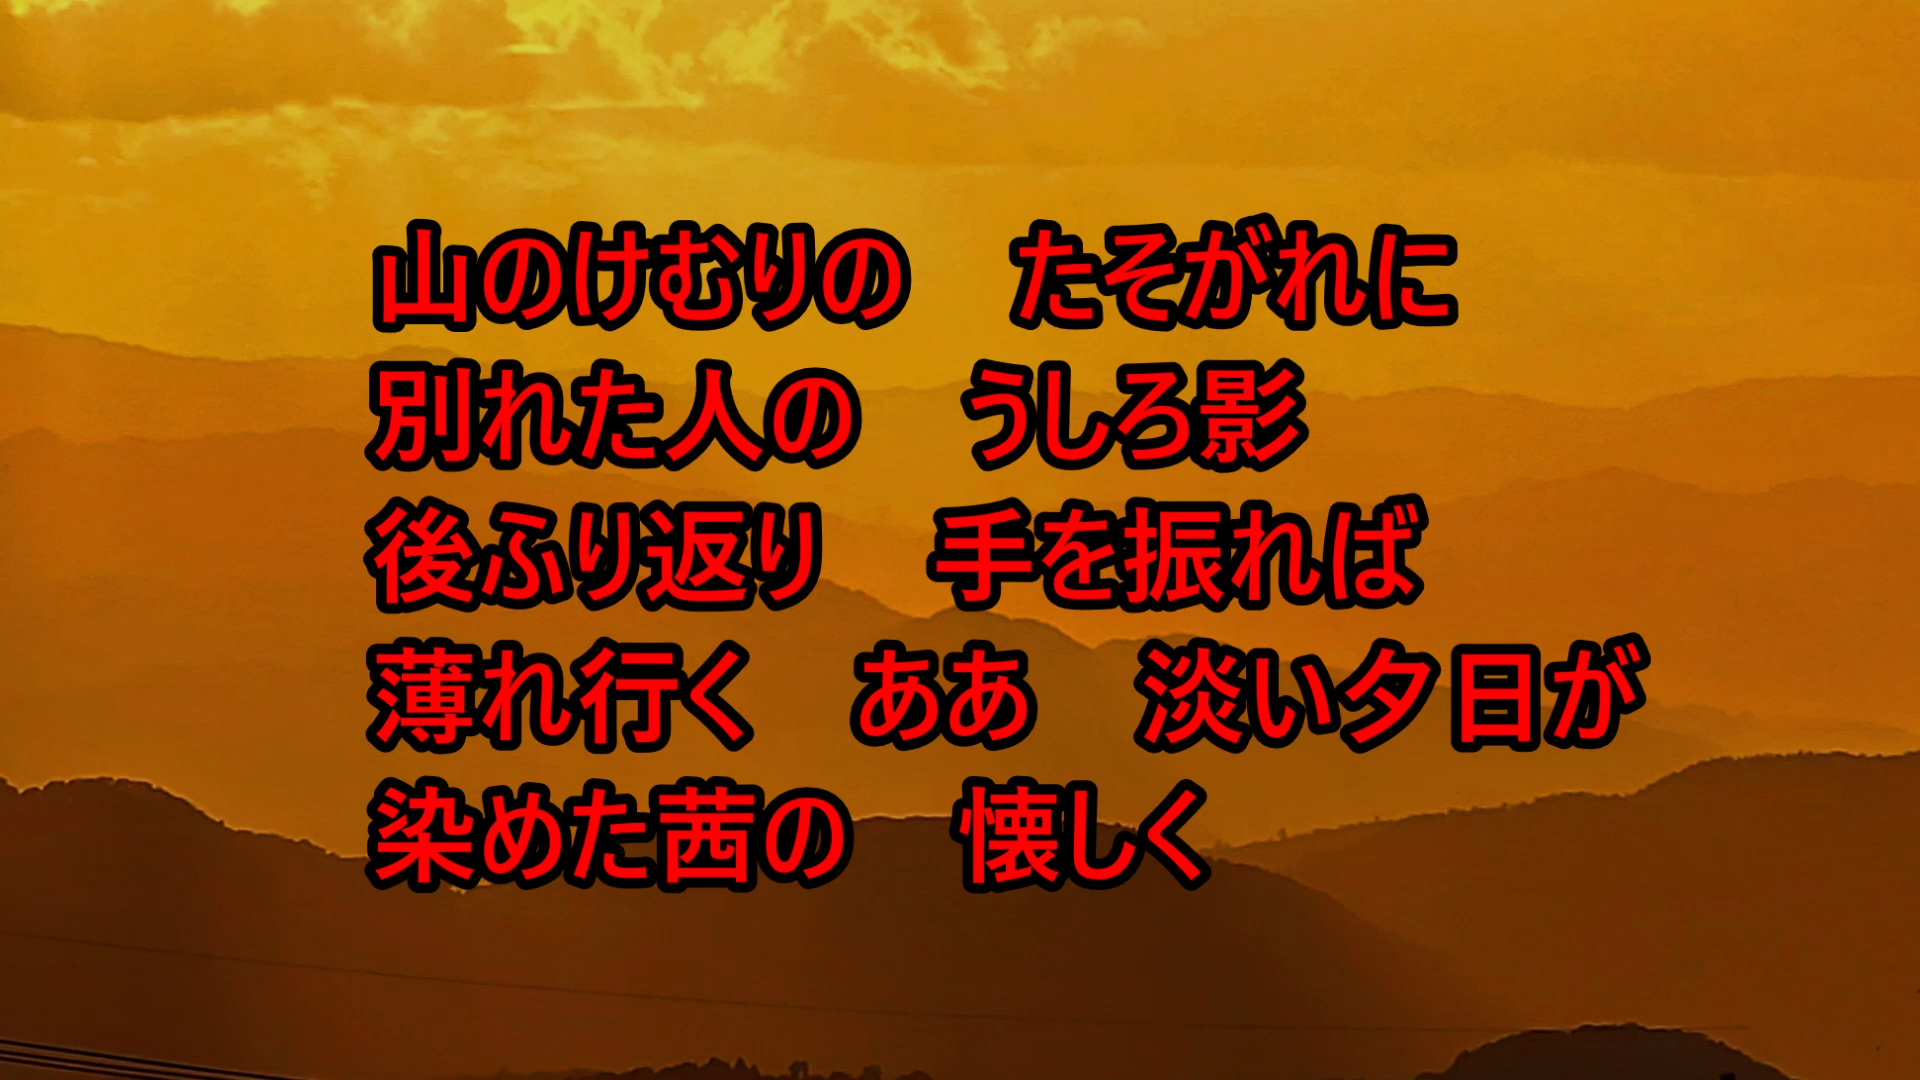 山のけむりの　たそがれに
別れた人の　うしろ影
後ふり返り　手を振れば
薄れ行く　ああ　淡い夕日が
染めた茜の　懐しく